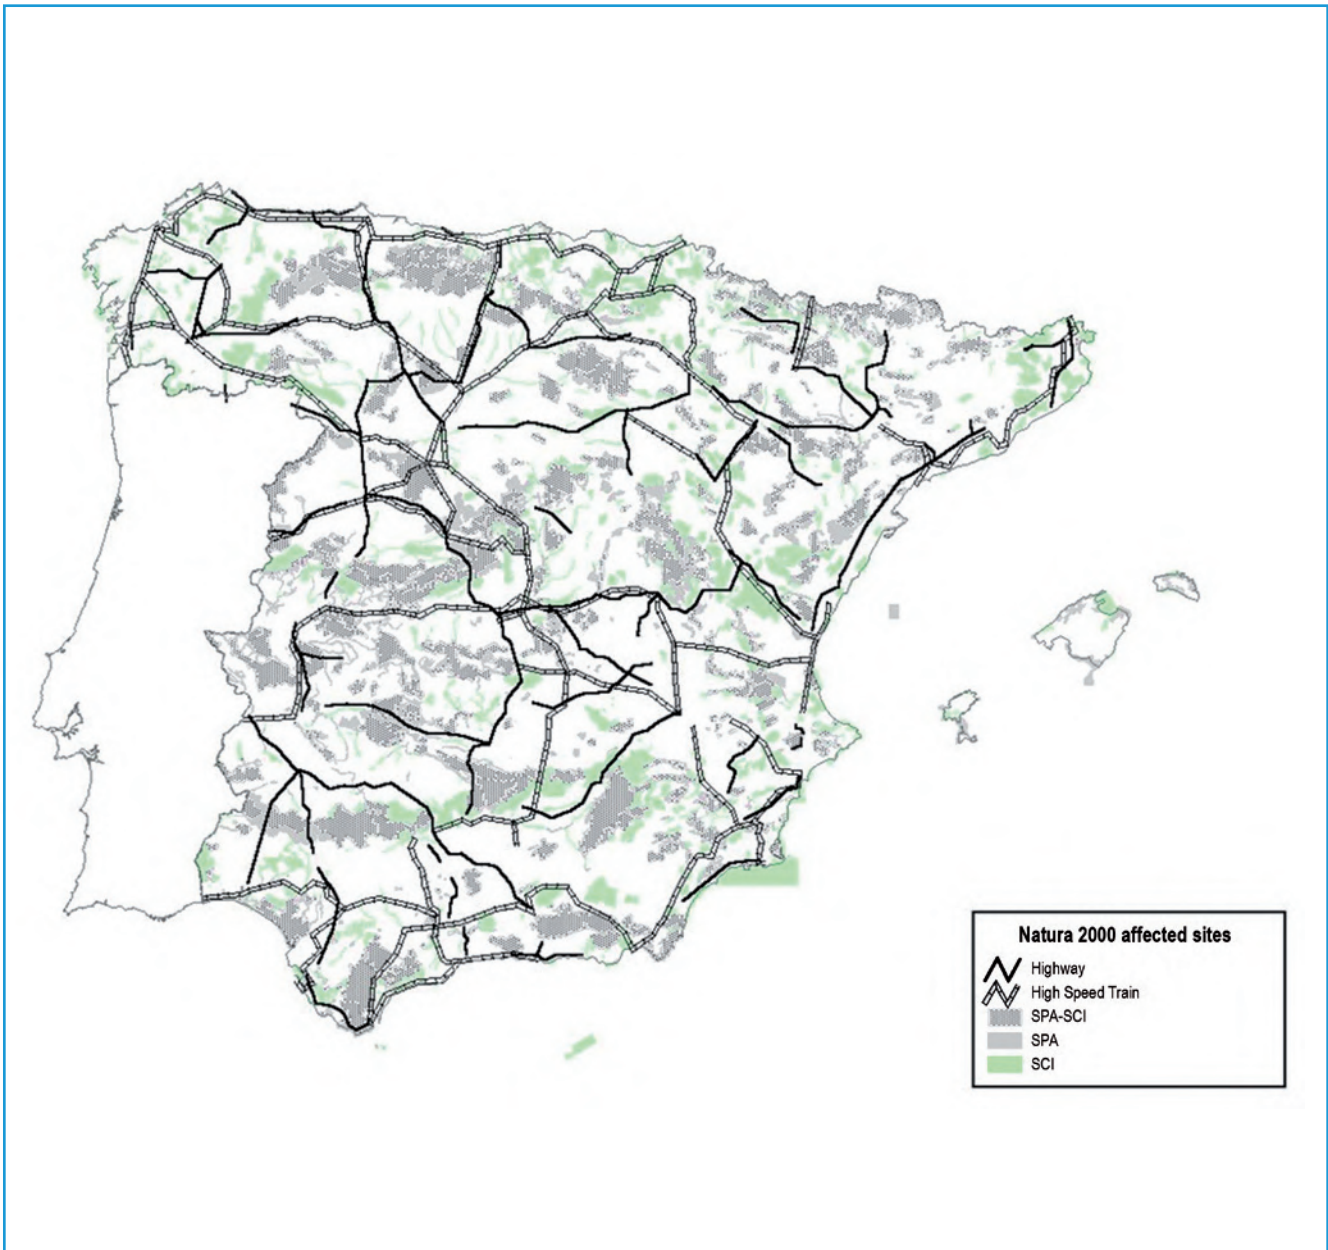 Natura 2000 affected sites
Highway
High Speed Train
SPA-SCI
SPA
SCI